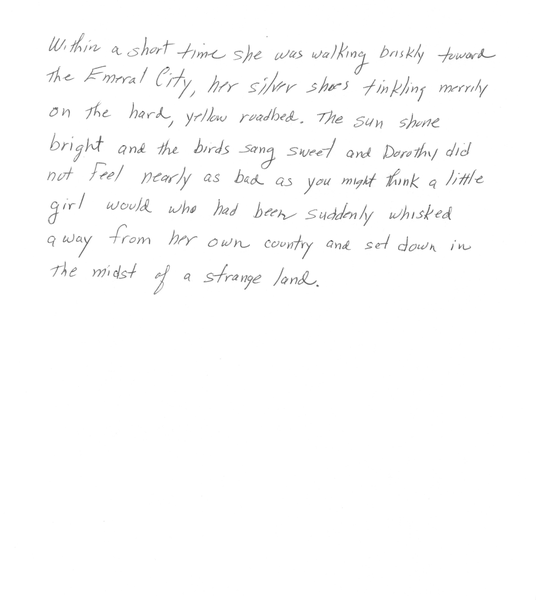 Within a short time she was walking briskly toward
the Emeral City, her silver shoes tinkling merrily
on the hard, yellow roadbed. The sun shone
bright and the birds sang sweet and Dorothy did
not feel nearly as bad as you might think a little
girl would who had been suddenly whisked
away from her own country and set down in
the midst of a strange land.